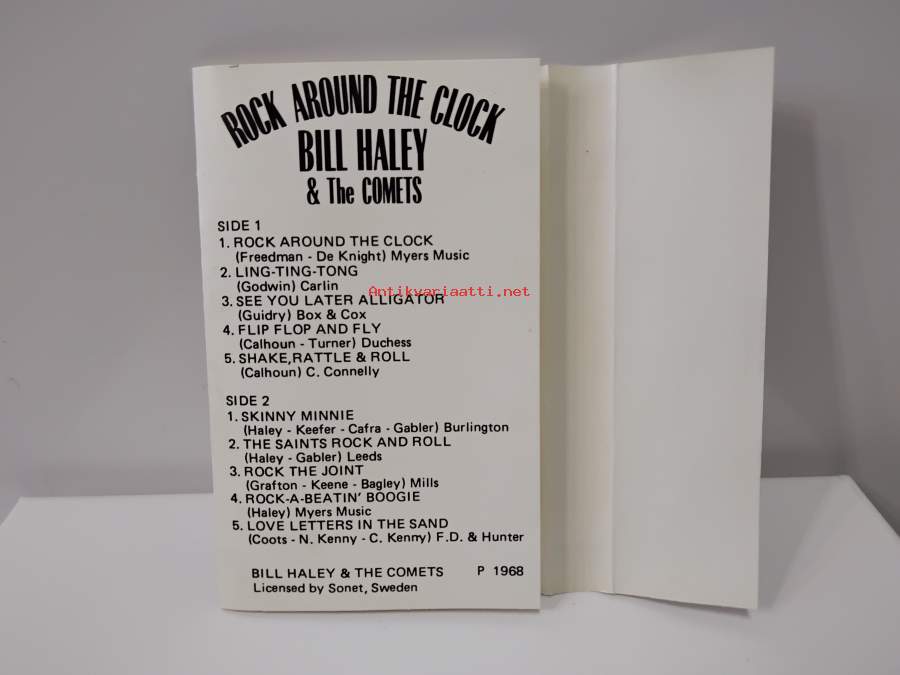 ROCK AROUND THE CLOCK
BILL HALEY
& The COMETS
SIDE 1
1. ROCK AROUND THE CLOCK
(Freedman - De Knight) Myers Music
2. LING-TING-TONG
(Godwin) Carlin
Antikvariaatti.net
3. SEE YOU LATER ALLIGATOR
(Guidry) Box & Cox
4. FLIP FLOP AND FLY
(Calhoun - Turner) Duchess
5. SHAKE,RATTLE & ROLL
(Calhoun) C. Connelly
SIDE 2
1. SKINNY MINNIE
(Haley - Keefer - Cafra - Gabler) Burlington
2. THE SAINTS ROCK AND ROLL
(Haley - Gabler) Leeds
3. ROCK THE JOINT
(Grafton - Keene - Bagley) Mills
4. ROCK-A-BEATIN' BOOGIE
(Haley) Myers Music
5. LOVE LETTERS IN THE SAND
(Coots - N. Kenny - C. Kenny) F.D. & Hunter
BILL HALEY & THE COMETS P 1968
Licensed by Sonet, Sweden